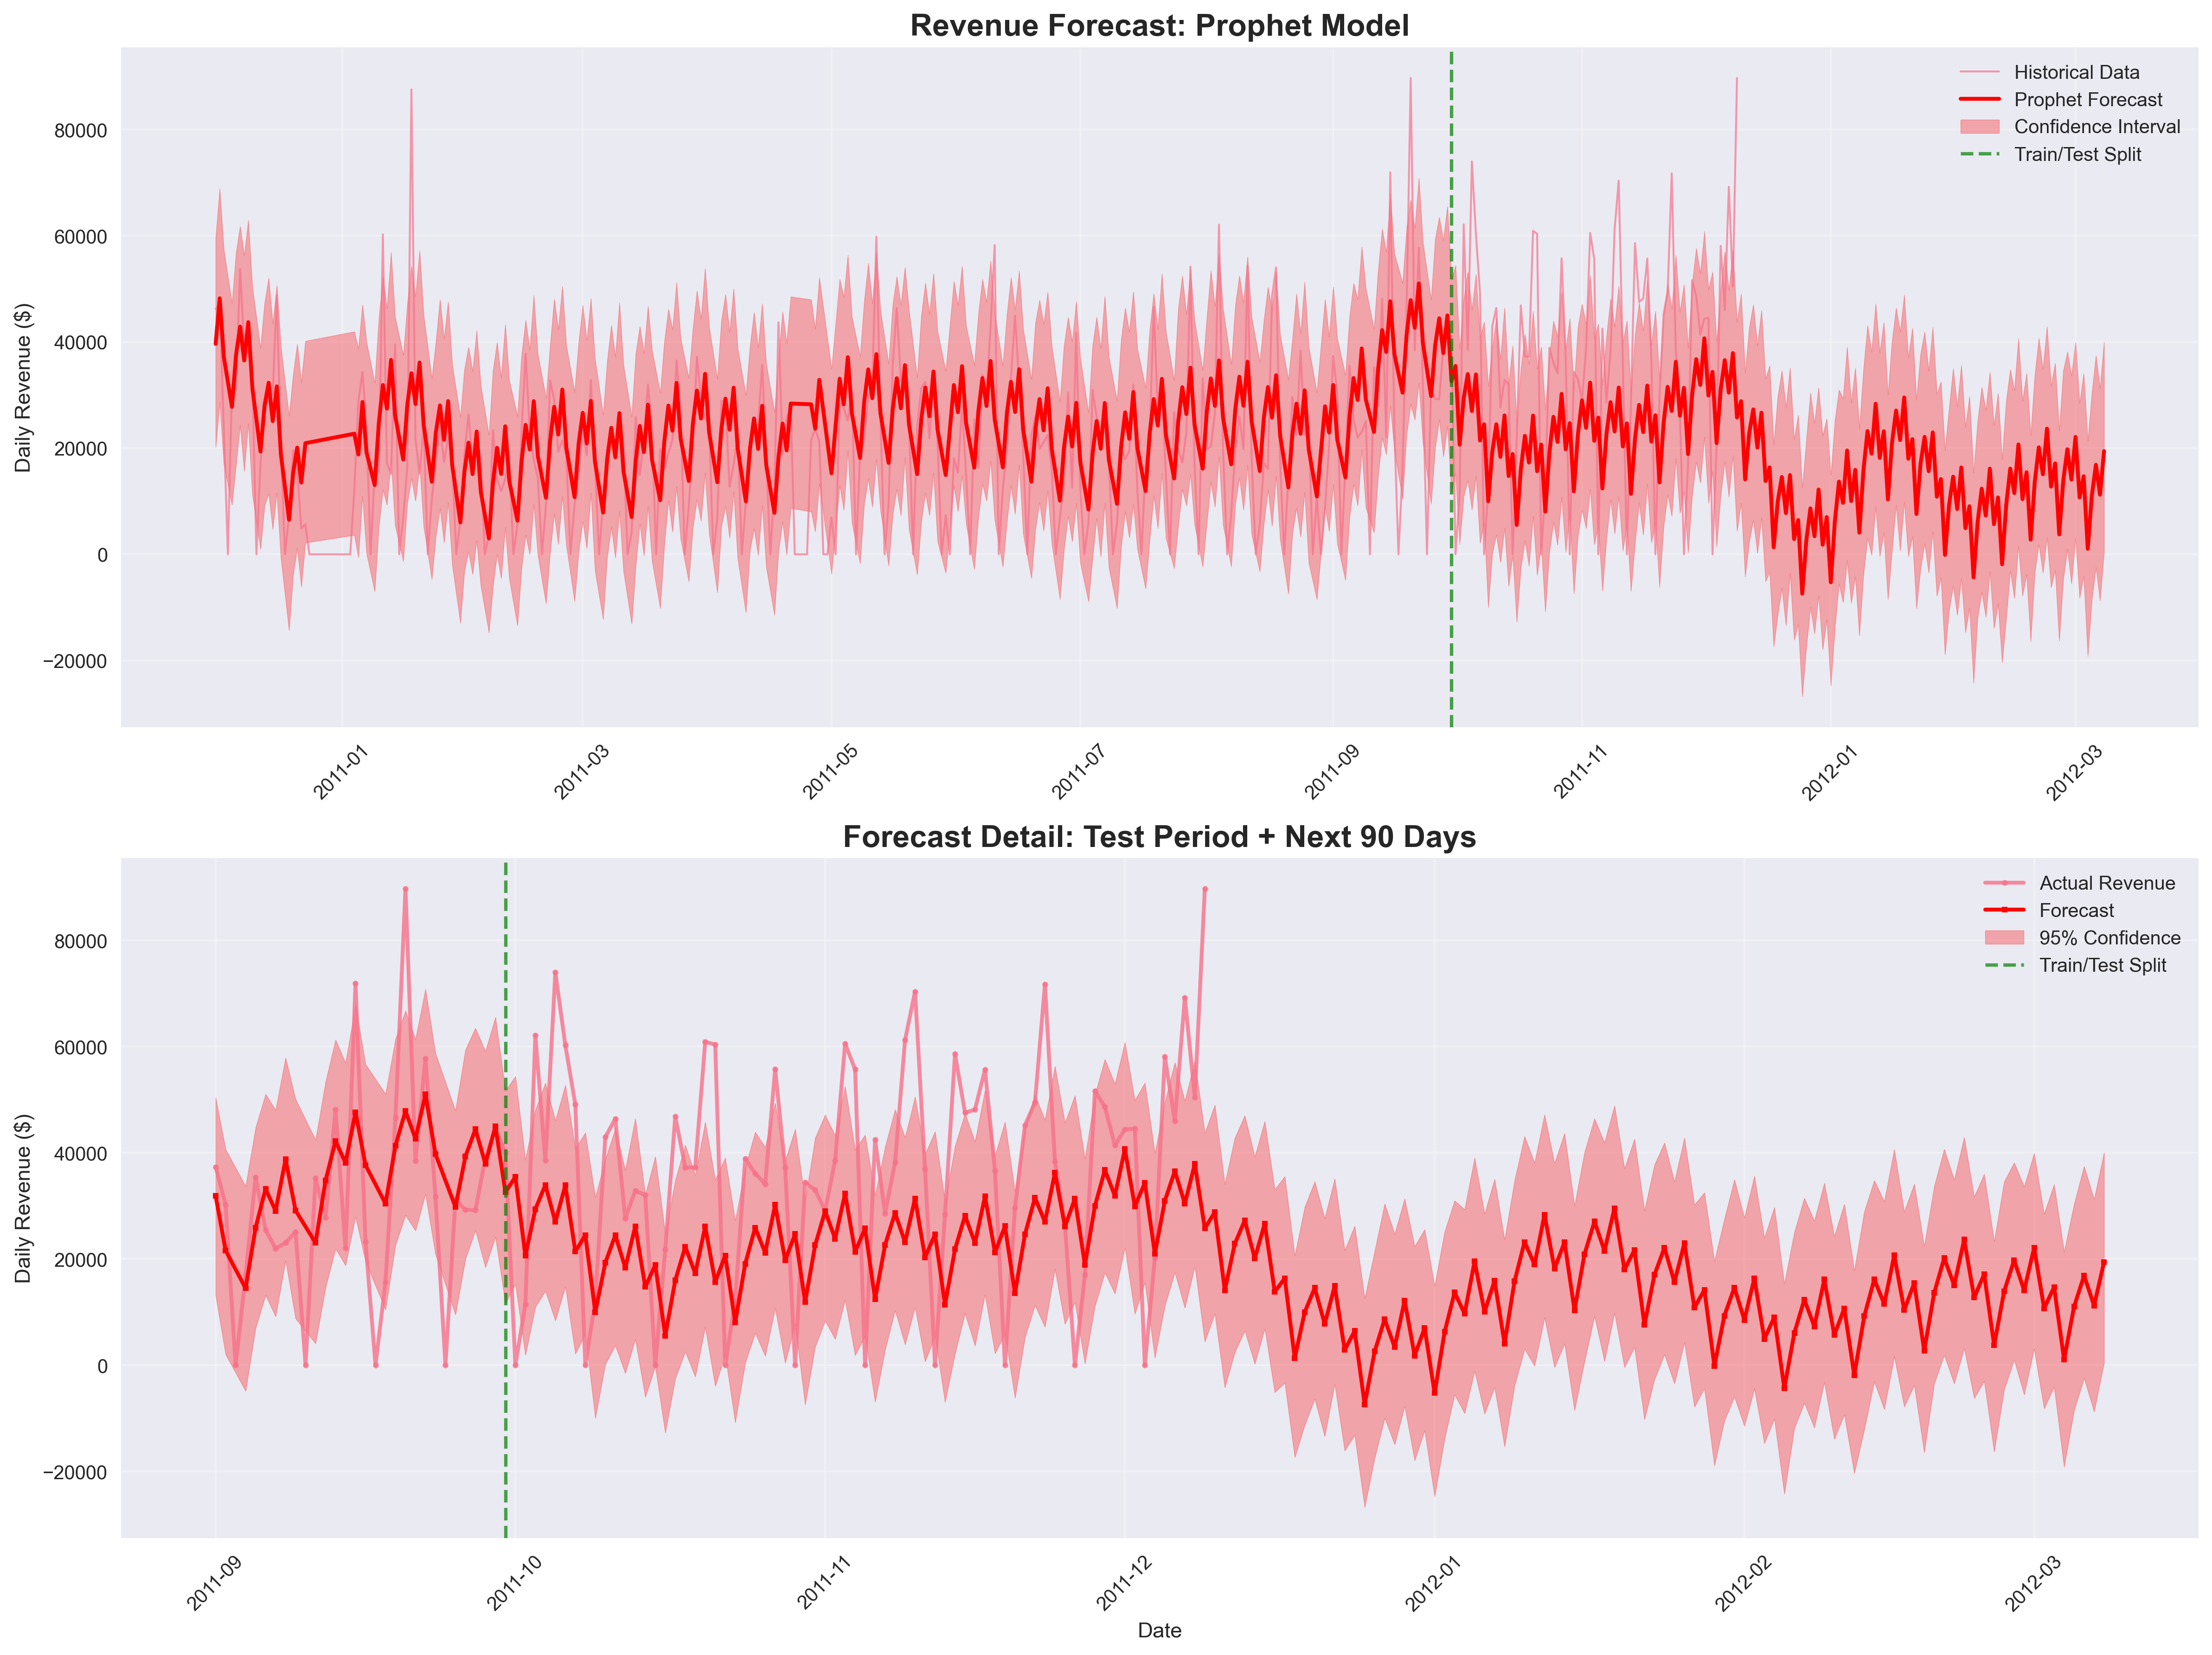 Revenue Forecast: Prophet Model
Historical Data
Prophet Forecast
Confidence Interval
Train/Test Split
Daily Revenue ($)
80000
60000
40000
20000
0
−20000
2011-01
2011-03
2011-05
2011-07
2011-09
2011-11
2012-01
2012-03
Forecast Detail: Test Period + Next 90 Days
Actual Revenue
Forecast
95% Confidence
Train/Test Split
Daily Revenue ($)
80000
60000
40000
20000
0
−20000
2011-09
2011-10
2011-11
2011-12
2012-01
2012-02
2012-03
Date